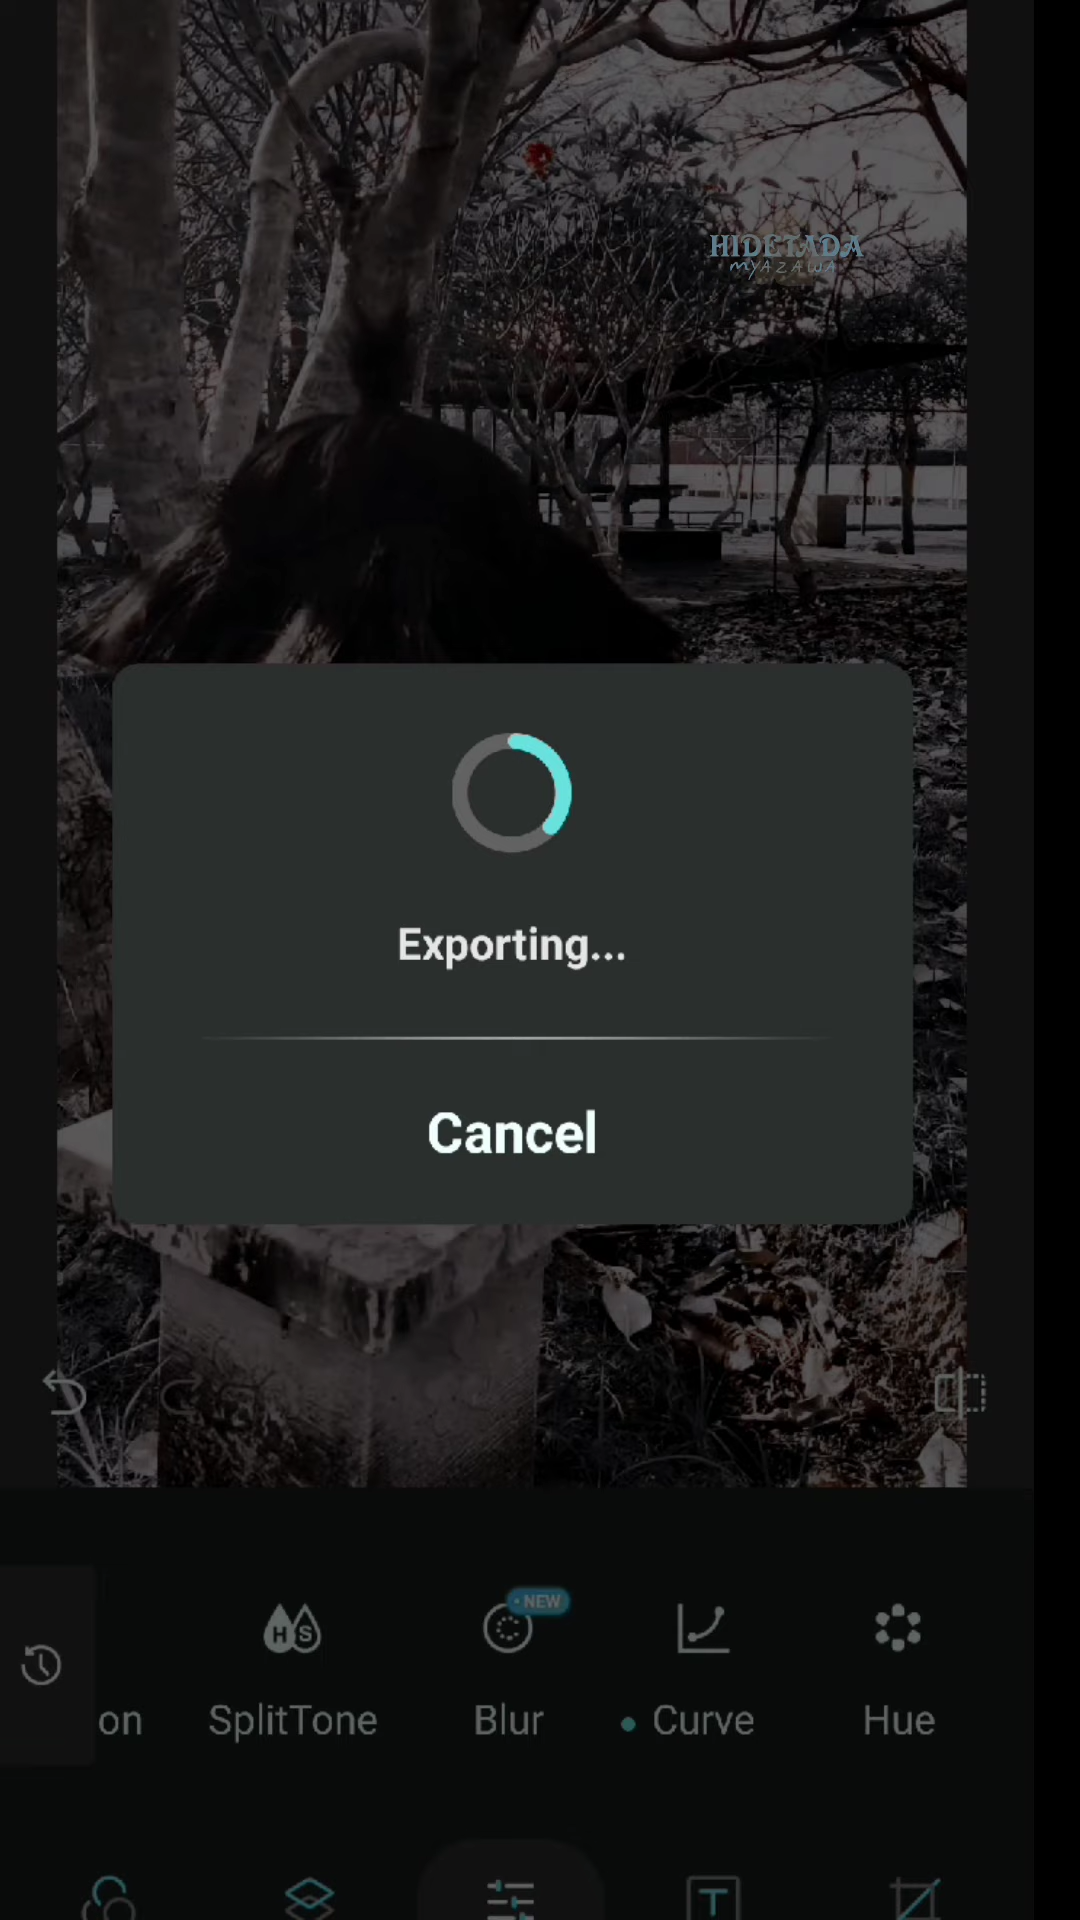 HIDETADA
MYAZAWA
Exporting...
Cancel
NEW
on
SplitTone
Blur
Curve
Hue
H S
T